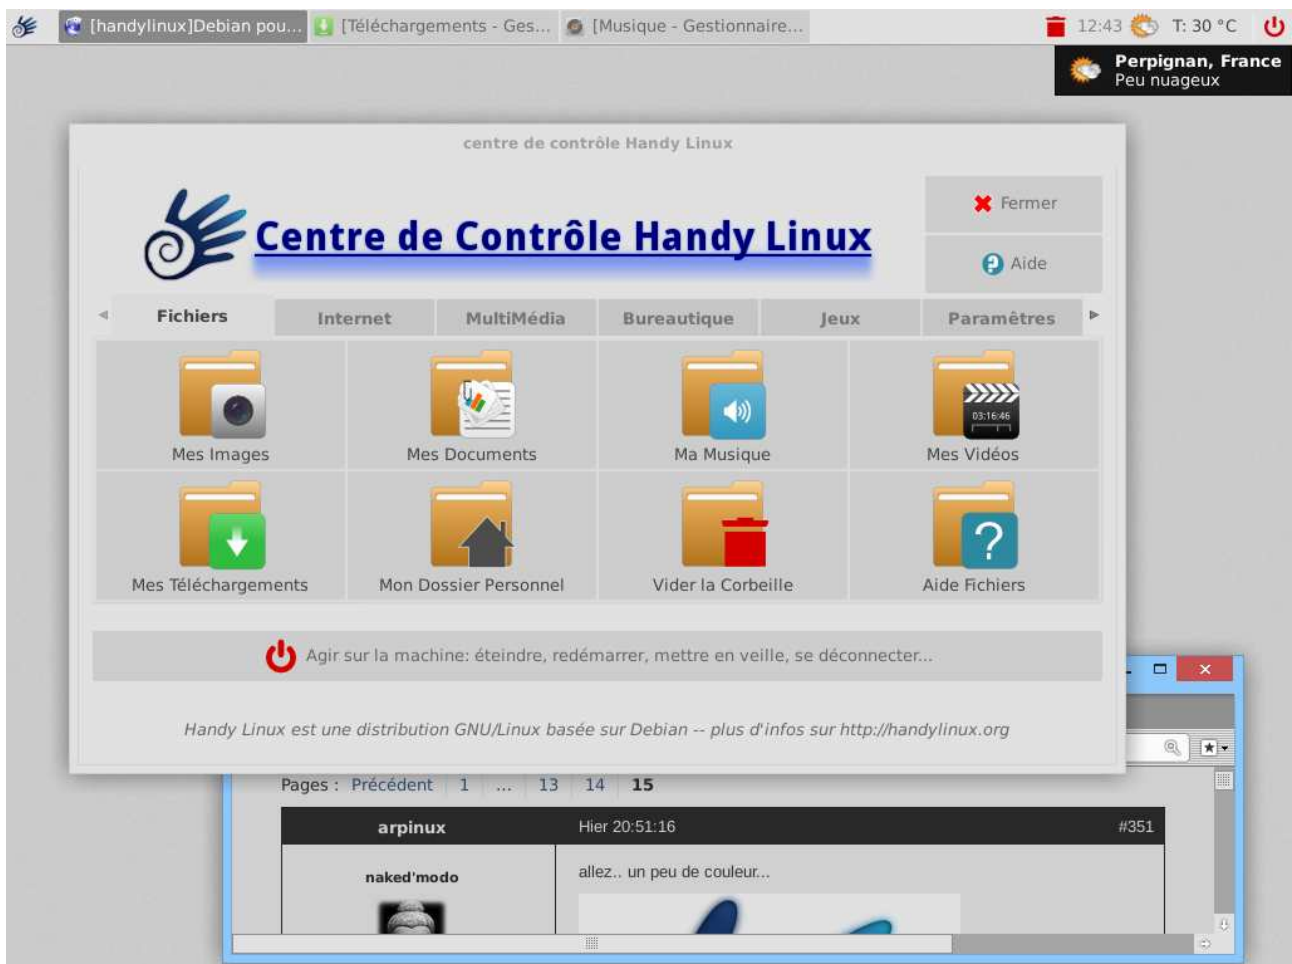 [handylinux]Debian pou... [Téléchargements - Ges... [Musique - Gestionnaire... 12:43 T: 30 °C
Perpignan, France
Peu nuageux
centre de contrôle Handy Linux
Centre de Contrôle Handy Linux
Fermer
Aide
Fichiers Internet MultiMédia Bureautique Jeux Paramêtres
03:16:46
Mes Images Mes Documents Ma Musique Mes Vidéos
?
Mes Téléchargements Mon Dossier Personnel Vider la Corbeille Aide Fichiers
Agir sur la machine: éteindre, redémarrer, mettre en veille, se déconnecter...
Handy Linux est une distribution GNU/Linux basée sur Debian -- plus d'infos sur http://handylinux.org
Pages : Précédent 1 ... 13 14 15
arpinux Hier 20:51:16 #351
naked'modo allez.. un peu de couleur...